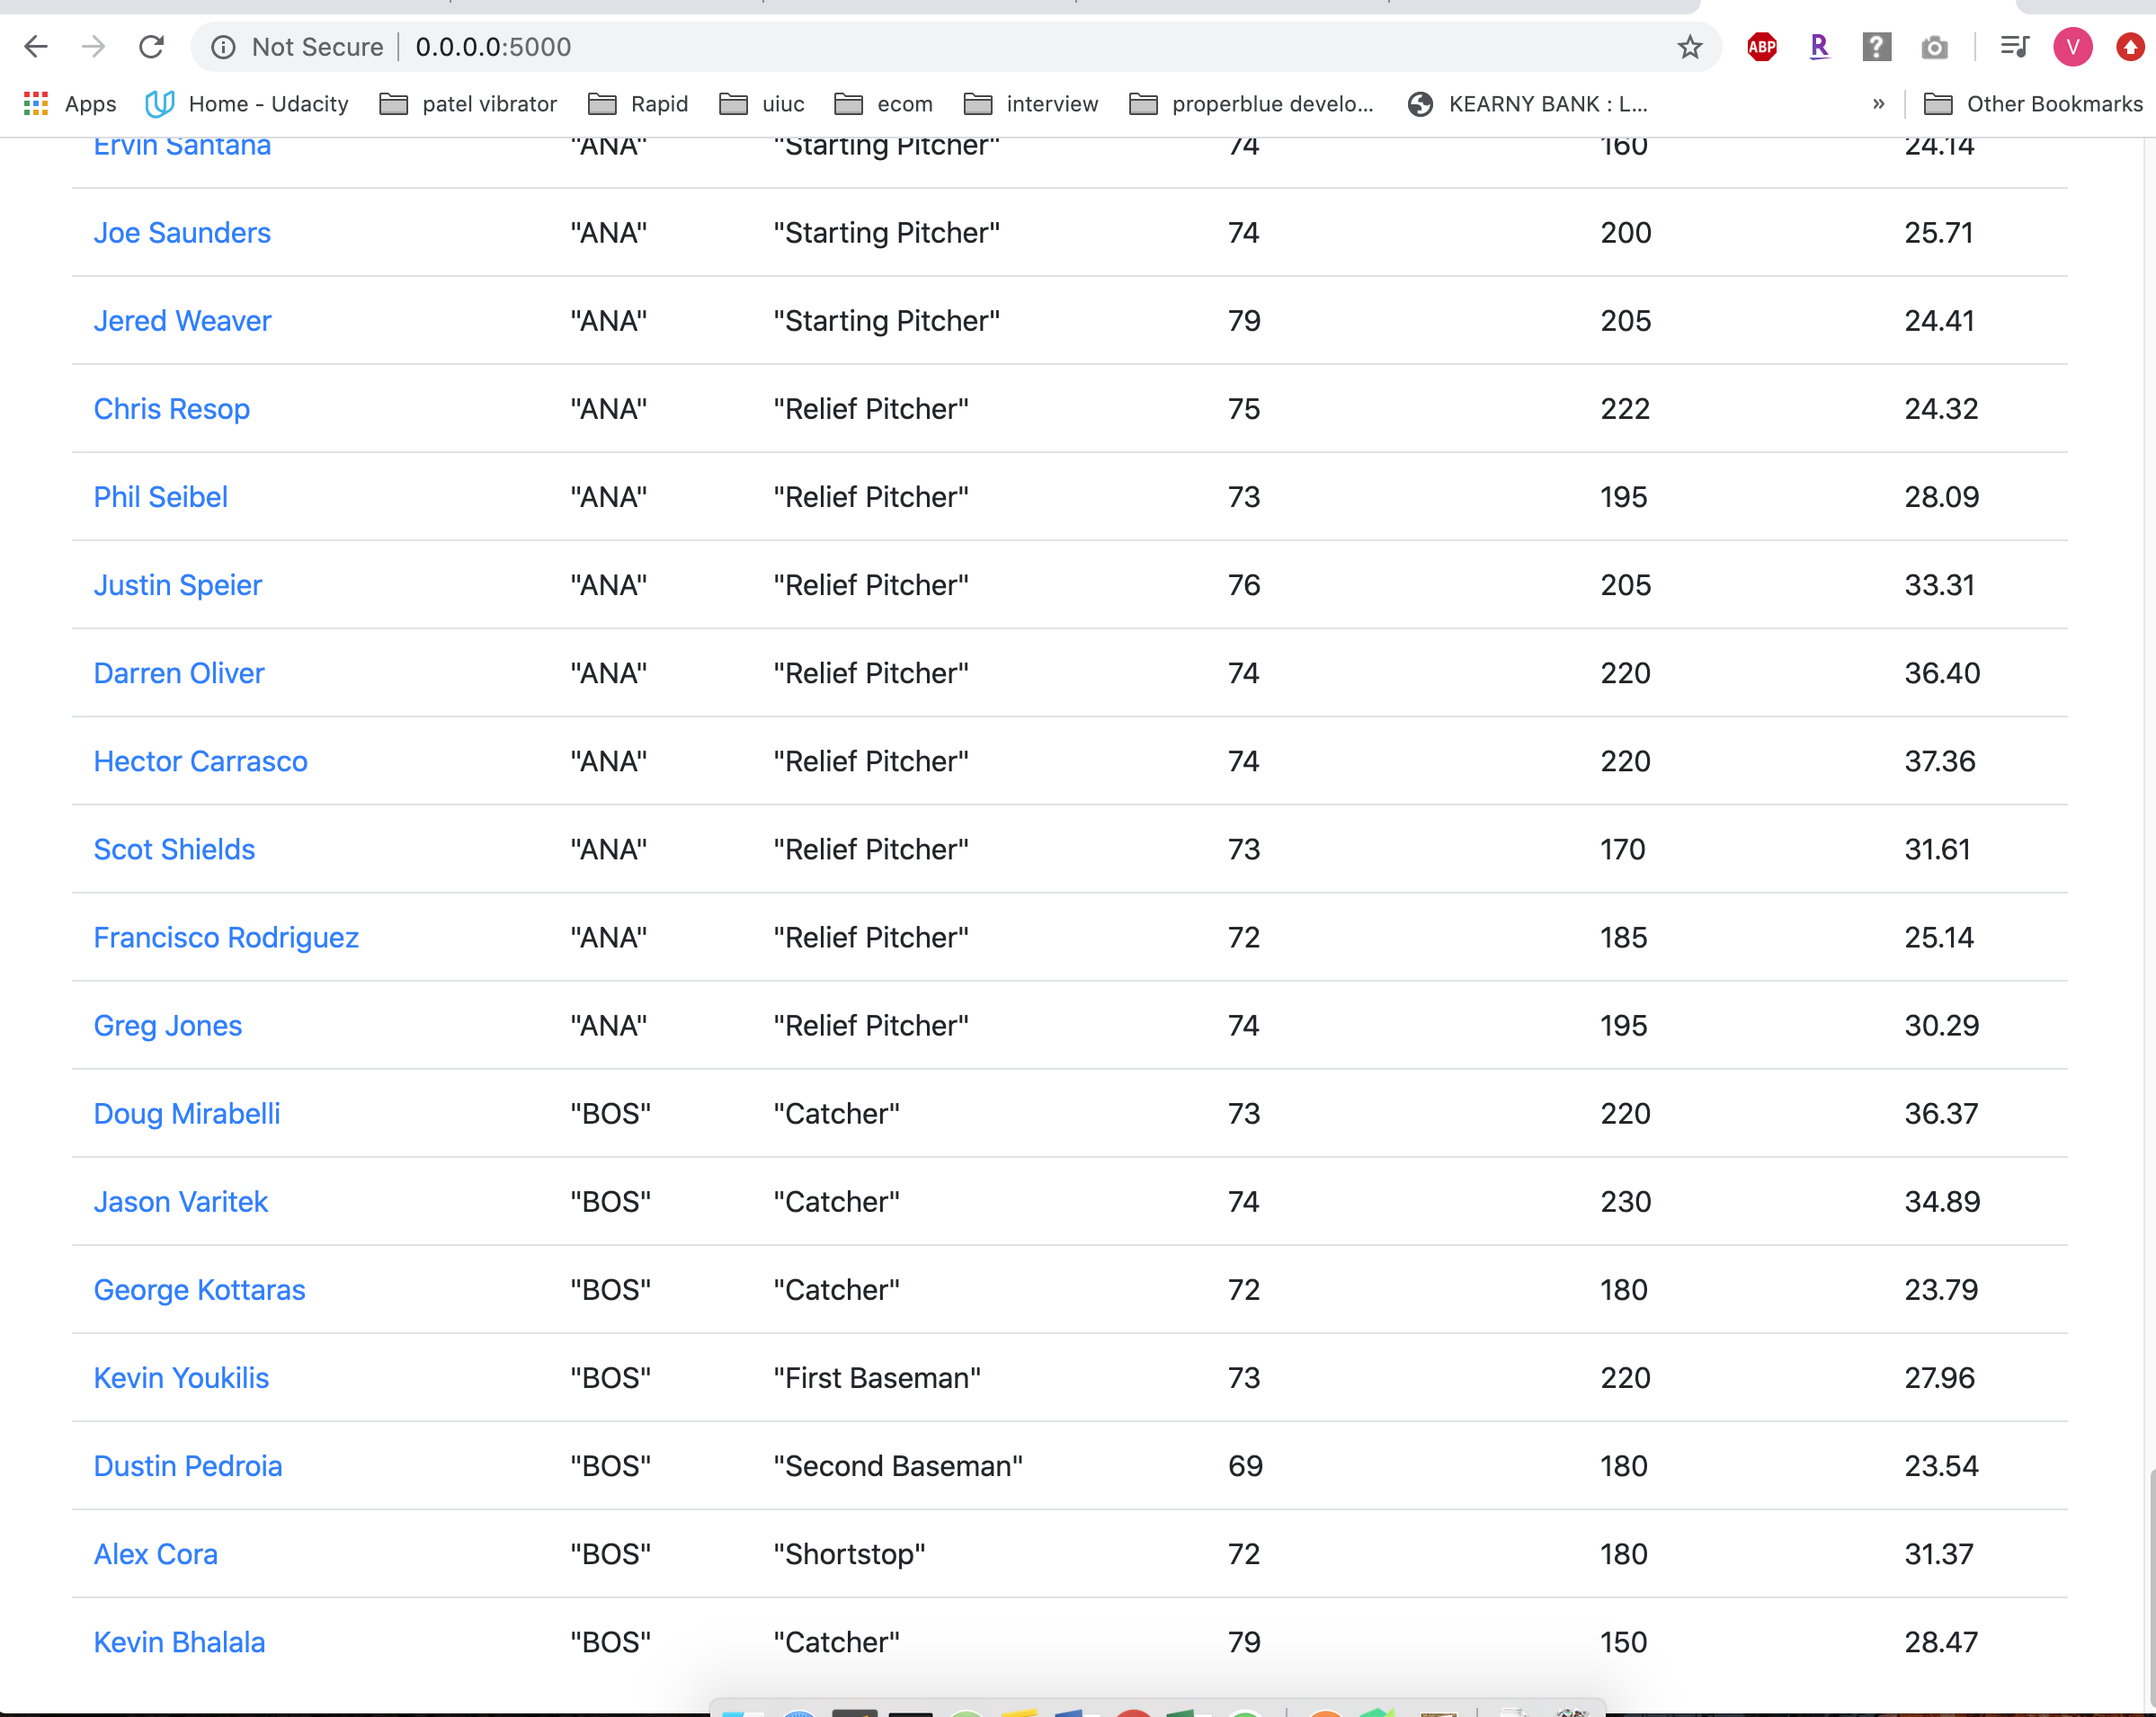 Not Secure 0.0.0.0:5000 ABP R ? V
Apps Home - Udacity patel vibrator Rapid uiuc ecom interview properblue develo... KEARNY BANK : L... » Other Bookmarks
Ervin Santana "ANA" "Starting Pitcher" 74 160 24.14
Joe Saunders "ANA" "Starting Pitcher" 74 200 25.71
Jered Weaver "ANA" "Starting Pitcher" 79 205 24.41
Chris Resop "ANA" "Relief Pitcher" 75 222 24.32
Phil Seibel "ANA" "Relief Pitcher" 73 195 28.09
Justin Speier "ANA" "Relief Pitcher" 76 205 33.31
Darren Oliver "ANA" "Relief Pitcher" 74 220 36.40
Hector Carrasco "ANA" "Relief Pitcher" 74 220 37.36
Scot Shields "ANA" "Relief Pitcher" 73 170 31.61
Francisco Rodriguez "ANA" "Relief Pitcher" 72 185 25.14
Greg Jones "ANA" "Relief Pitcher" 74 195 30.29
Doug Mirabelli "BOS" "Catcher" 73 220 36.37
Jason Varitek "BOS" "Catcher" 74 230 34.89
George Kottaras "BOS" "Catcher" 72 180 23.79
Kevin Youkilis "BOS" "First Baseman" 73 220 27.96
Dustin Pedroia "BOS" "Second Baseman" 69 180 23.54
Alex Cora "BOS" "Shortstop" 72 180 31.37
Kevin Bhalala "BOS" "Catcher" 79 150 28.47